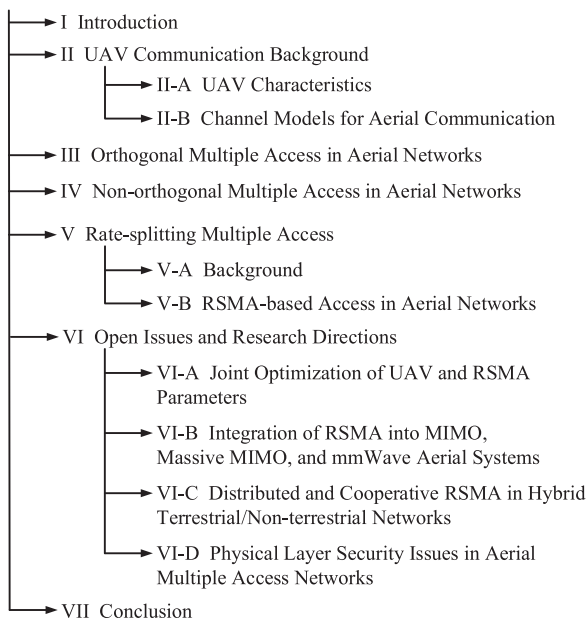 I Introduction
II UAV Communication Background
II-A UAV Characteristics
II-B Channel Models for Aerial Communication
III Orthogonal Multiple Access in Aerial Networks
IV Non-orthogonal Multiple Access in Aerial Networks
V Rate-splitting Multiple Access
V-A Background
V-B RSMA-based Access in Aerial Networks
VI Open Issues and Research Directions
VI-A Joint Optimization of UAV and RSMA
Parameters
VI-B Integration of RSMA into MIMO,
Massive MIMO, and mmWave Aerial Systems
VI-C Distributed and Cooperative RSMA in Hybrid
Terrestrial/Non-terrestrial Networks
VI-D Physical Layer Security Issues in Aerial
Multiple Access Networks
VII Conclusion